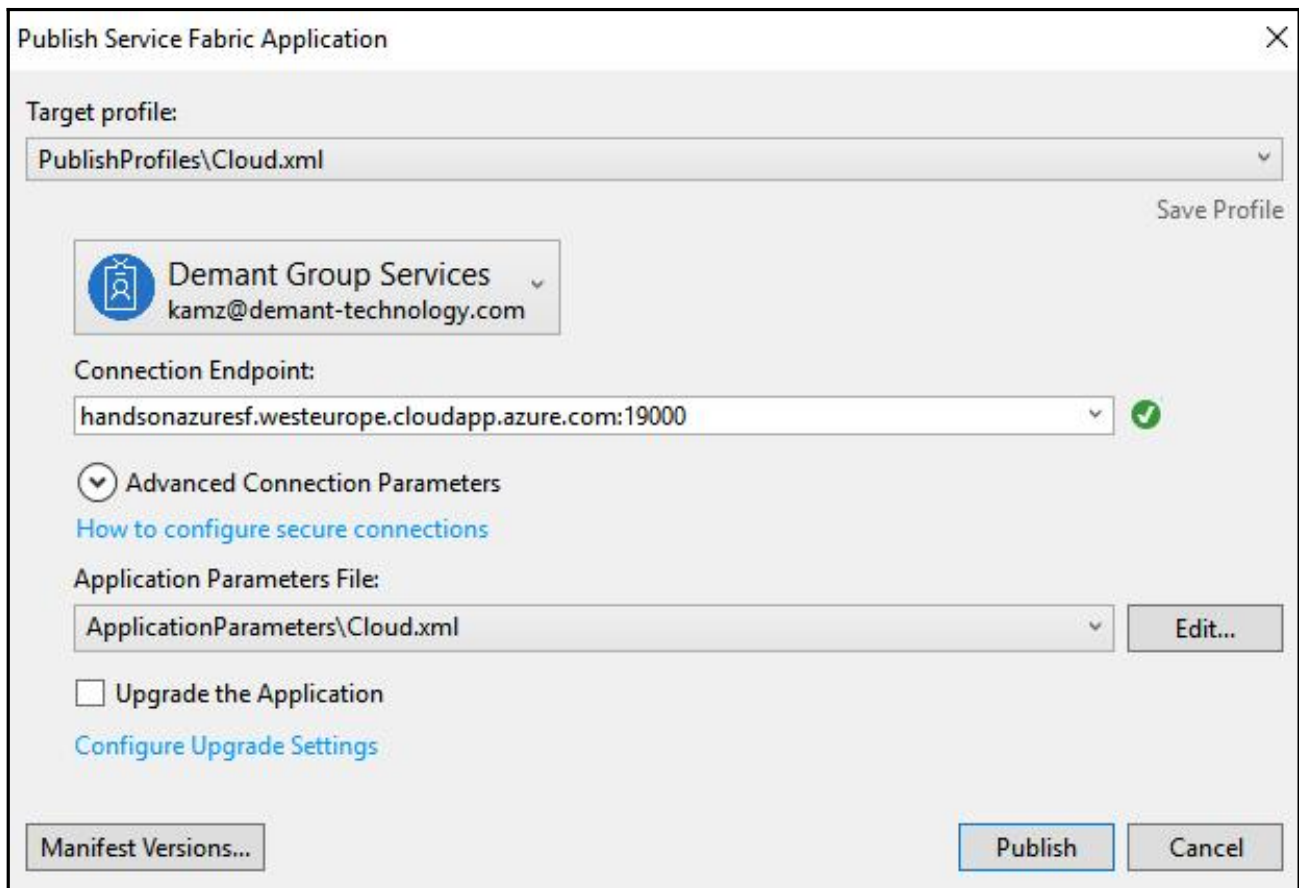 Publish Service Fabric Application
Target profile:
PublishProfiles\Cloud.xml
Save Profile
Demant Group Services
kamz@demant-technology.com
Connection Endpoint:
handsonazuresf.westeurope.cloudapp.azure.com:19000
Advanced Connection Parameters
How to configure secure connections
Application Parameters File:
ApplicationParameters\Cloud.xml
Edit...
Upgrade the Application
Configure Upgrade Settings
Manifest Versions...
Publish
Cancel